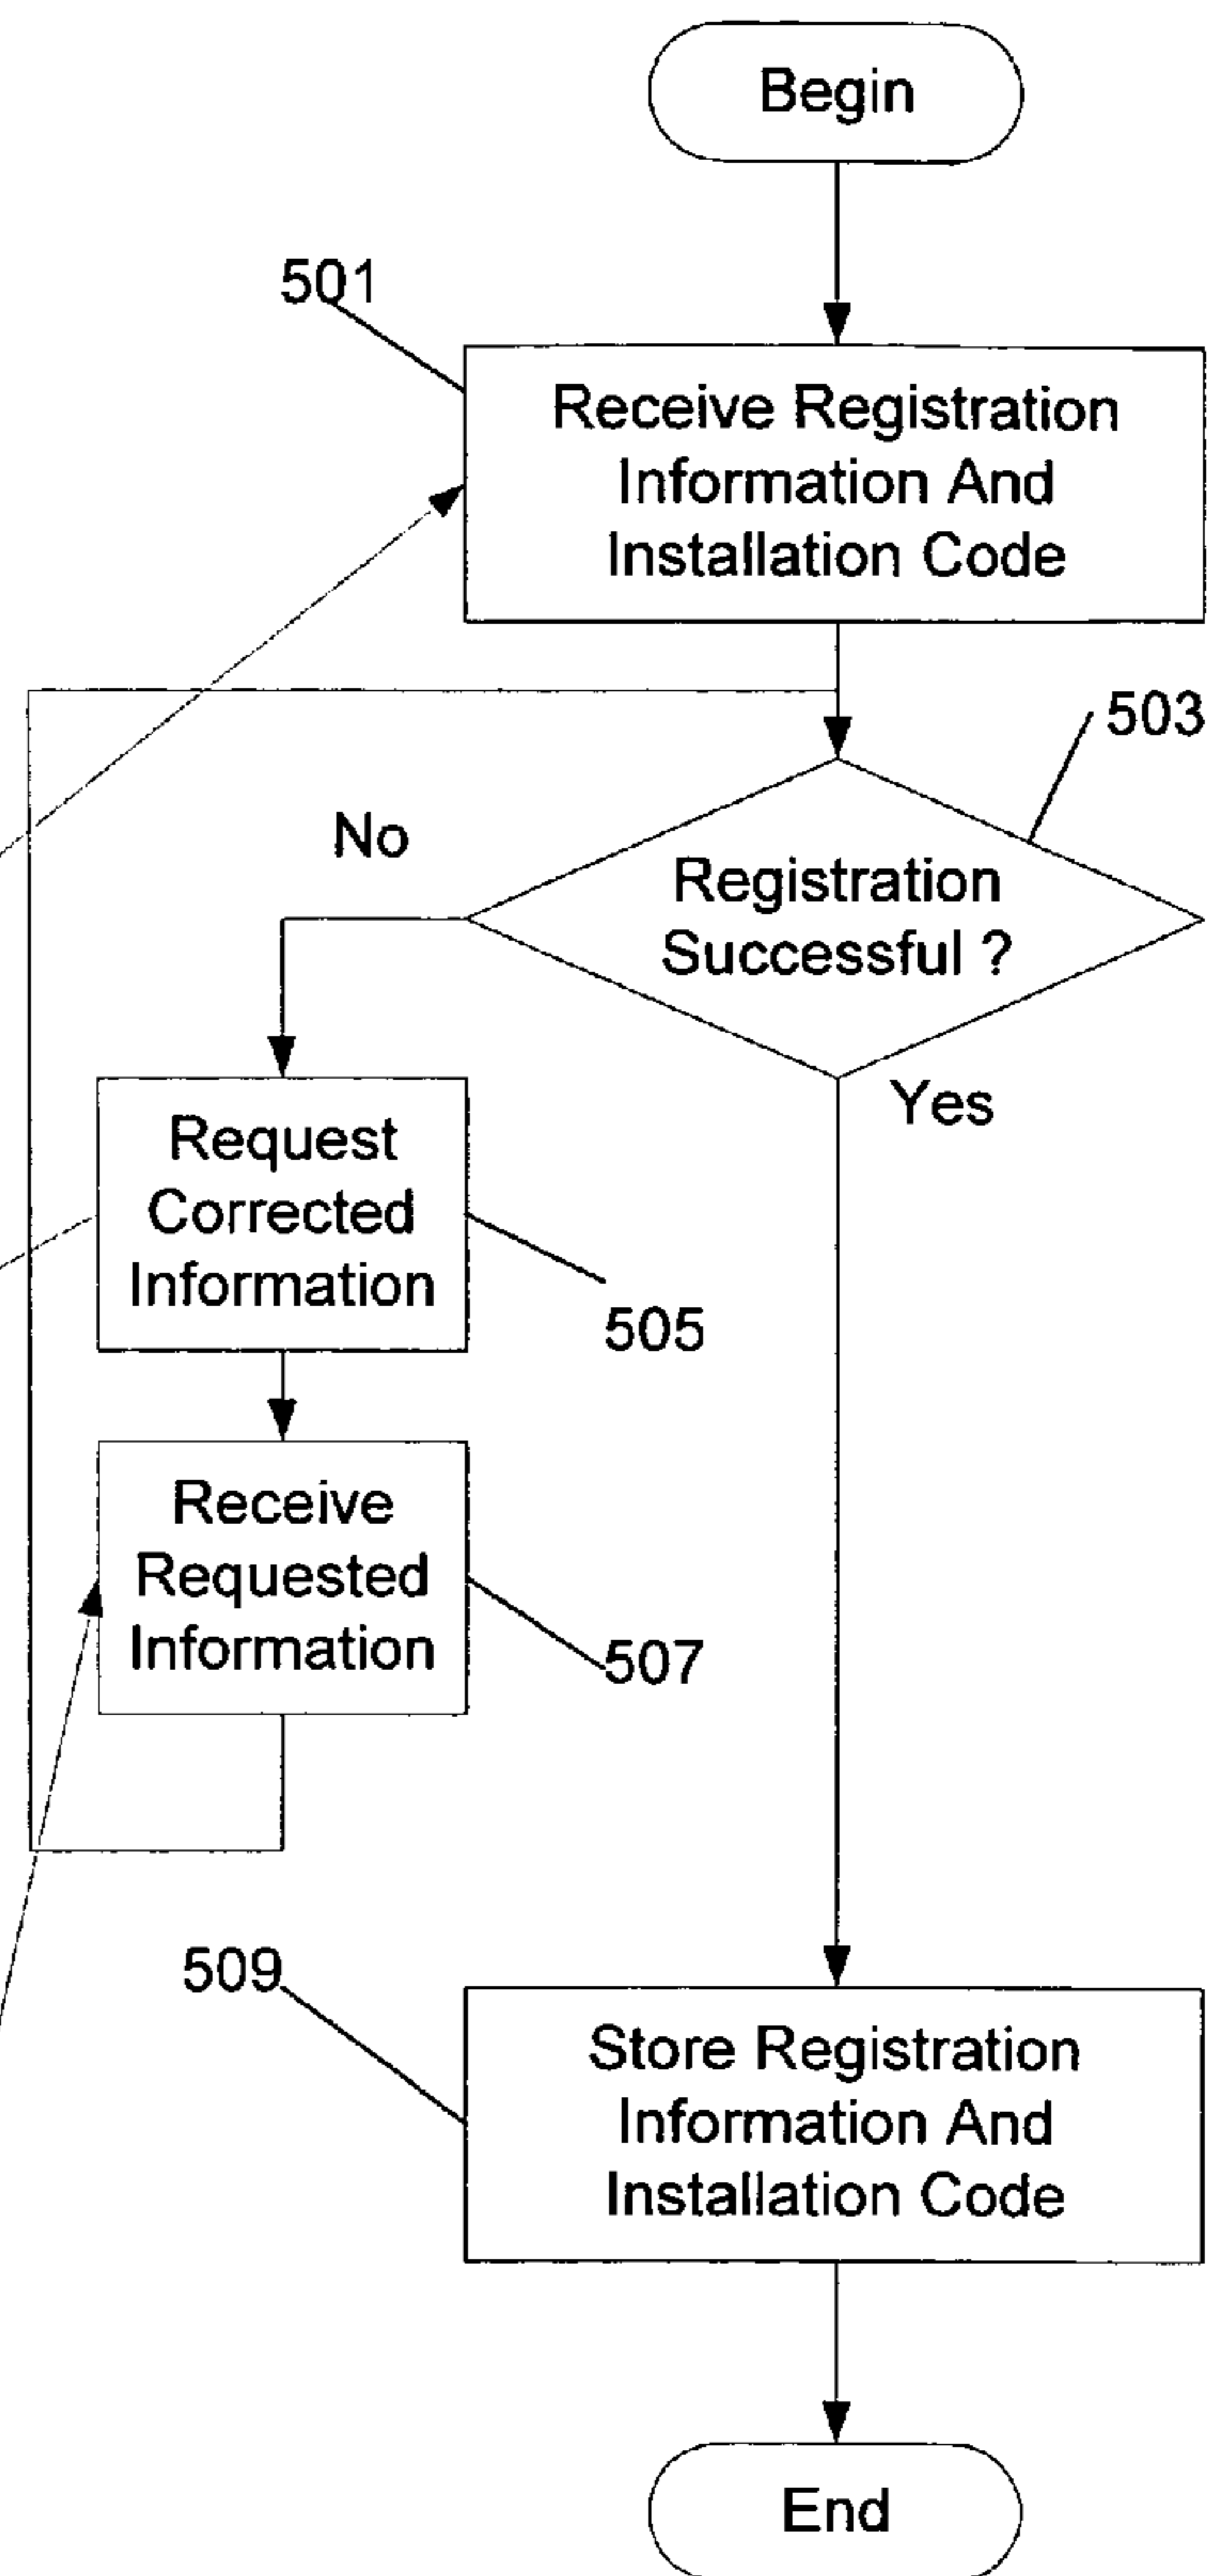 Begin
501
Receive Registration
Information And
Installation Code
503
No
Registration
Successful ?
Yes
Request
Corrected
Information
505
Receive
Requested
Information
507
509
Store Registration
Information And
Installation Code
End